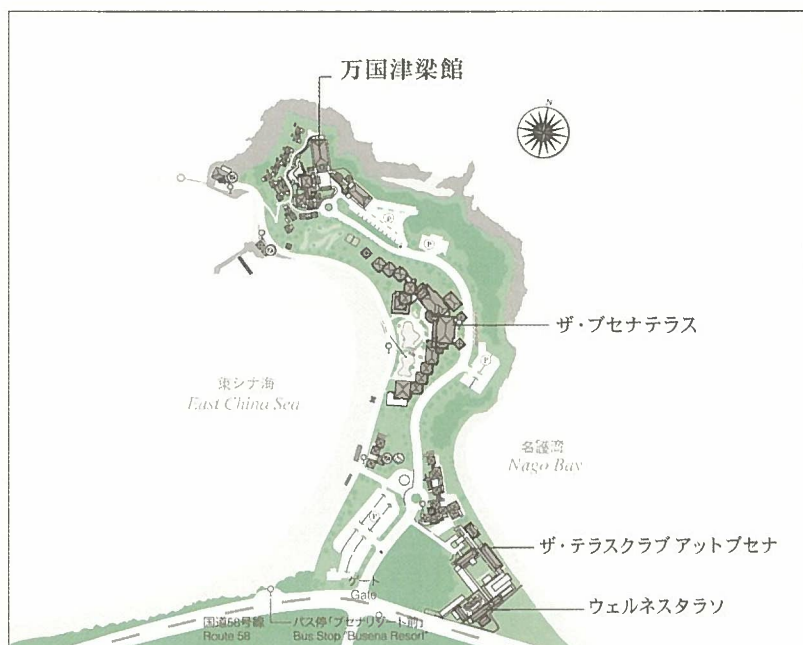 万国津梁館
N
P
P
ザ・ブセナテラス
P
東シナ海
East China Sea
名護湾
Nago Bay
P
ザ・テラスクラブ アットブセナ
ゲート
Gate
ウェルネスタラソ
国道58号線
Route 58
バス停「ブセナリゾート前」
Bus Stop "Busena Resort"